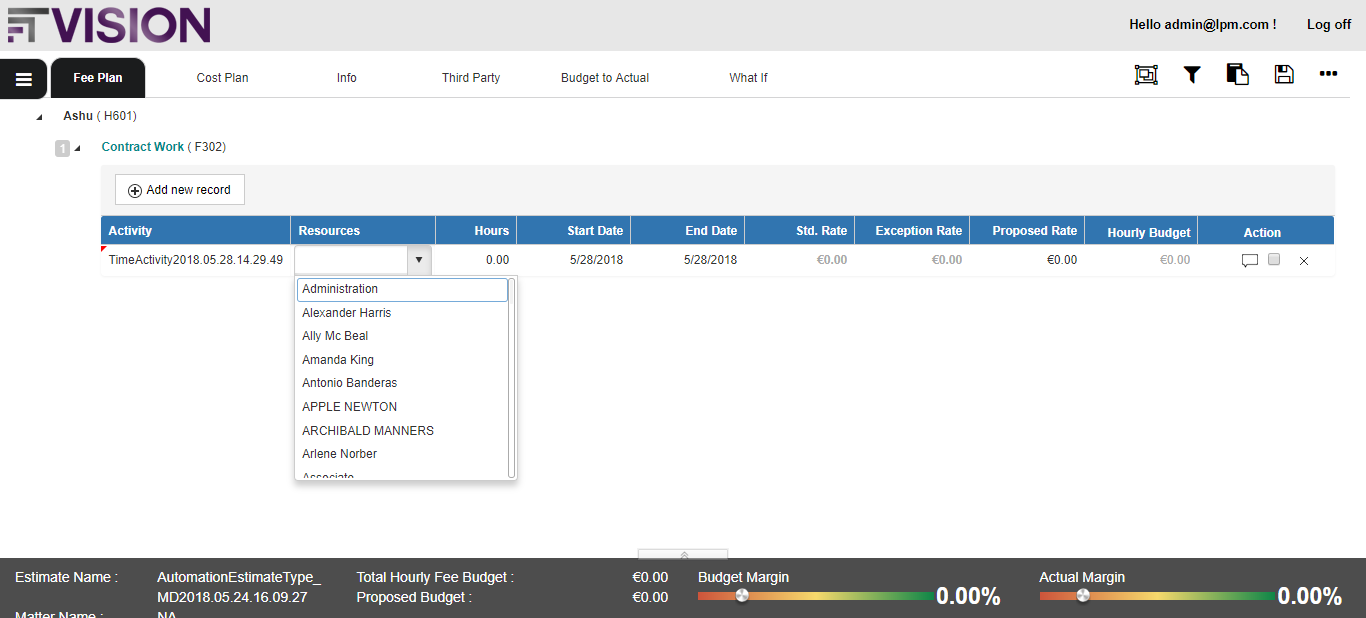 VISION
Hello admin@lpm.com !
Log off
Fee Plan
Cost Plan
Info
Third Party
Budget to Actual
What If
Ashu ( H601)
1
Contract Work ( F302)
Add new record
Activity
Resources
Hours
Start Date
End Date
Std. Rate
Exception Rate
Proposed Rate
Hourly Budget
Action
TimeActivity2018.05.28.14.29.49
0.00
5/28/2018
5/28/2018
€0.00
€0.00
€0.00
€0.00
Administration
Alexander Harris
Ally Mc Beal
Amanda King
Antonio Banderas
APPLE NEWTON
ARCHIBALD MANNERS
Arlene Norber
Associate
Estimate Name :
AutomationEstimateType_
MD2018.05.24.16.09.27
Total Hourly Fee Budget :
€0.00
Proposed Budget :
€0.00
Budget Margin
0.00%
Actual Margin
0.00%
Matter Name :
NA